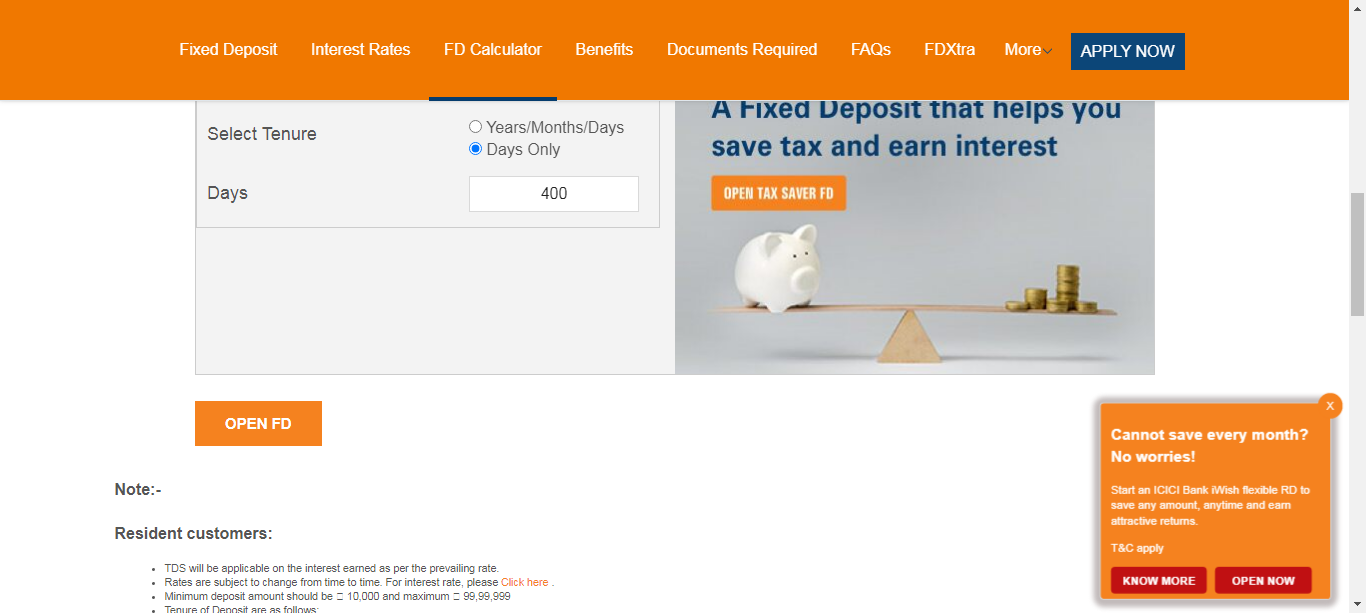 Fixed Deposit Interest Rates FD Calculator Benefits Documents Required FAQs FDXtra More APPLY NOW
Select Tenure
Years/Months/Days
Days Only
Days
400
A Fixed Deposit that helps you
save tax and earn interest
OPEN TAX SAVER FD
OPEN FD
Note:-
Resident customers:
• TDS will be applicable on the interest earned as per the prevailing rate.
• Rates are subject to change from time to time. For interest rate, please Click here .
• Minimum deposit amount should be 10,000 and maximum 99,99,999
• Tenure of Deposit are as follows:
X
Cannot save every month?
No worries!
Start an ICICI Bank iWish flexible RD to
save any amount, anytime and earn
attractive returns.
T&C apply
KNOW MORE OPEN NOW